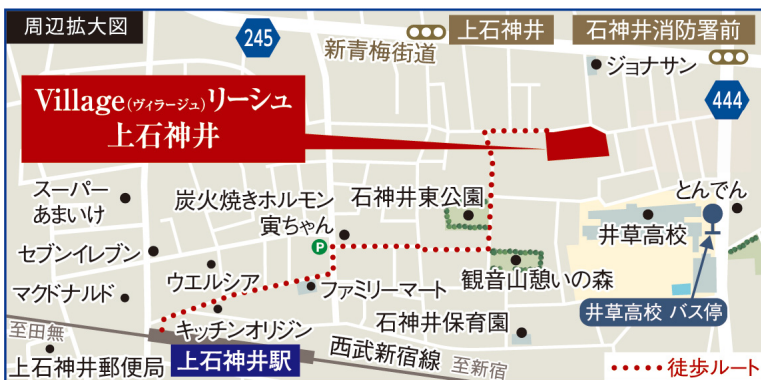 周辺拡大図
245
新青梅街道
上石神井
石神井消防署前
ジョナサン
444
Village(ヴィラージュ)リーシュ
上石神井
スーパー
あまいけ
炭火焼きホルモン
寅ちゃん
石神井東公園
とんでん
井草高校
セブンイレブン
P
ウエルシア
観音山憩いの森
マクドナルド
ファミリーマート
井草高校 バス停
至田無
キッチンオリジン
石神井保育園
上石神井郵便局
上石神井駅
西武新宿線
至新宿
徒歩ルート